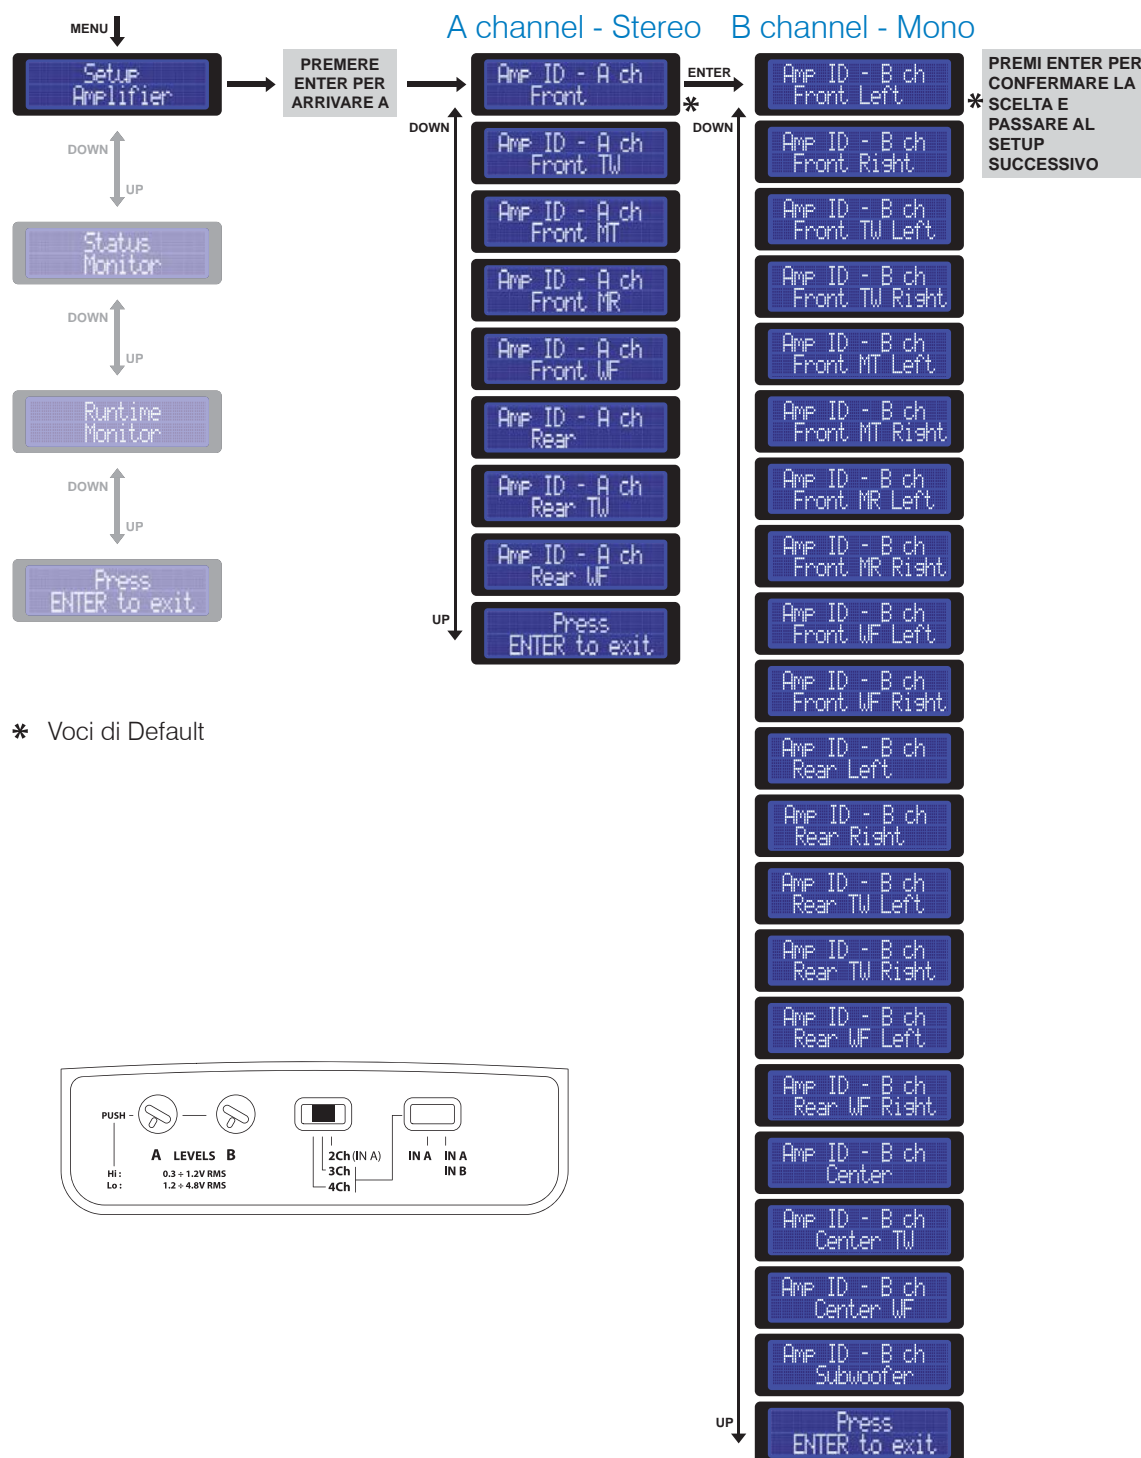 MENU
Setup
Amplifier
DOWN
UP
Status
Monitor
DOWN
UP
Runtime
Monitor
DOWN
UP
Press
ENTER to exit
PREMERE
ENTER PER
ARRIVARE A
A channel - Stereo
Amp ID - A ch
Front
ENTER
*
DOWN
Amp ID - A ch
Front TW
Amp ID - A ch
Front MT
Amp ID - A ch
Front MR
Amp ID - A ch
Front WF
Amp ID - A ch
Rear
Amp ID - A ch
Rear TW
Amp ID - A ch
Rear WF
UP
Press
ENTER to exit
B channel - Mono
Amp ID - B ch
Front Left
*
DOWN
Amp ID - B ch
Front Right
Amp ID - B ch
Front TW Left
Amp ID - B ch
Front TW Right
Amp ID - B ch
Front MT Left
Amp ID - B ch
Front MT Right
Amp ID - B ch
Front MR Left
Amp ID - B ch
Front MR Right
Amp ID - B ch
Front WF Left
Amp ID - B ch
Front WF Right
Amp ID - B ch
Rear Left
Amp ID - B ch
Rear Right
Amp ID - B ch
Rear TW Left
Amp ID - B ch
Rear TW Right
Amp ID - B ch
Rear WF Left
Amp ID - B ch
Rear WF Right
Amp ID - B ch
Center
Amp ID - B ch
Center TW
Amp ID - B ch
Center WF
Amp ID - B ch
Subwoofer
UP
Press
ENTER to exit
PREMI ENTER PER
CONFERMARE LA
SCELTA E
PASSARE AL
SETUP
SUCCESSIVO
* Voci di Default
PUSH
A LEVELS B
Hi : 0.3 ÷ 1.2V RMS
Lo : 1.2 ÷ 4.8V RMS
2Ch (IN A)
3Ch
4Ch
IN A IN A
IN B